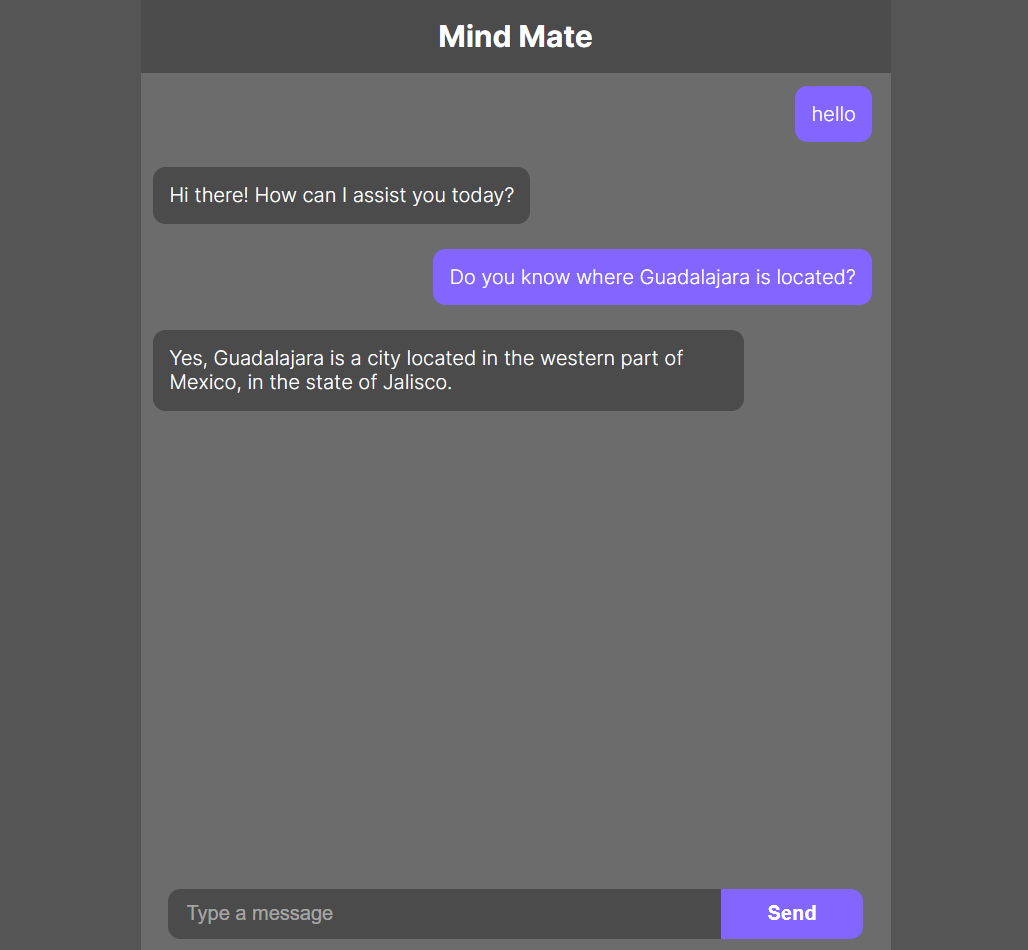 Mind Mate
hello
Hi there! How can I assist you today?
Do you know where Guadalajara is located?
Yes, Guadalajara is a city located in the western part of
Mexico, in the state of Jalisco.
Type a message
Send